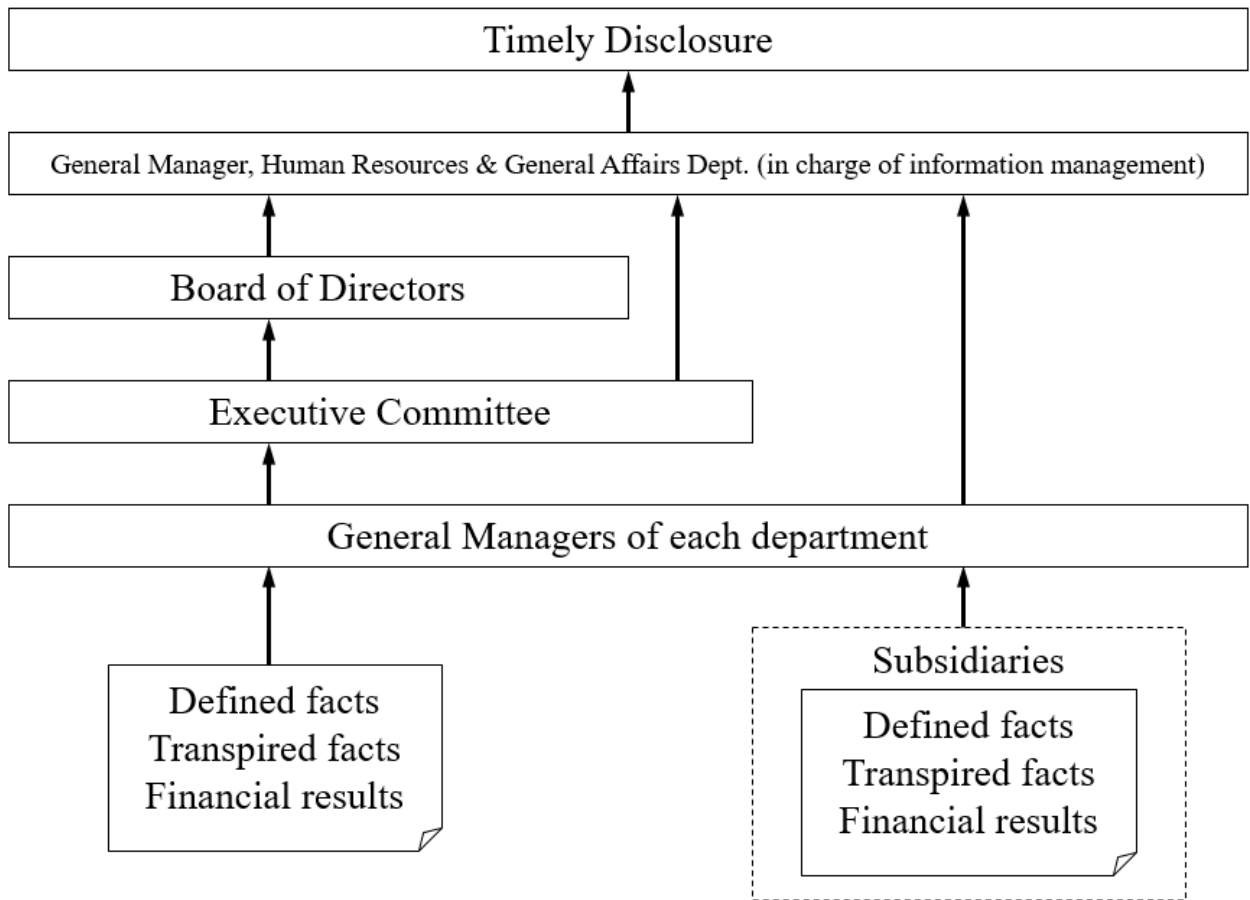 Timely Disclosure
General Manager, Human Resources & General Affairs Dept. (in charge of information management)
Board of Directors
Executive Committee
General Managers of each department
Defined facts
Transpired facts
Financial results
Subsidiaries
Defined facts
Transpired facts
Financial results